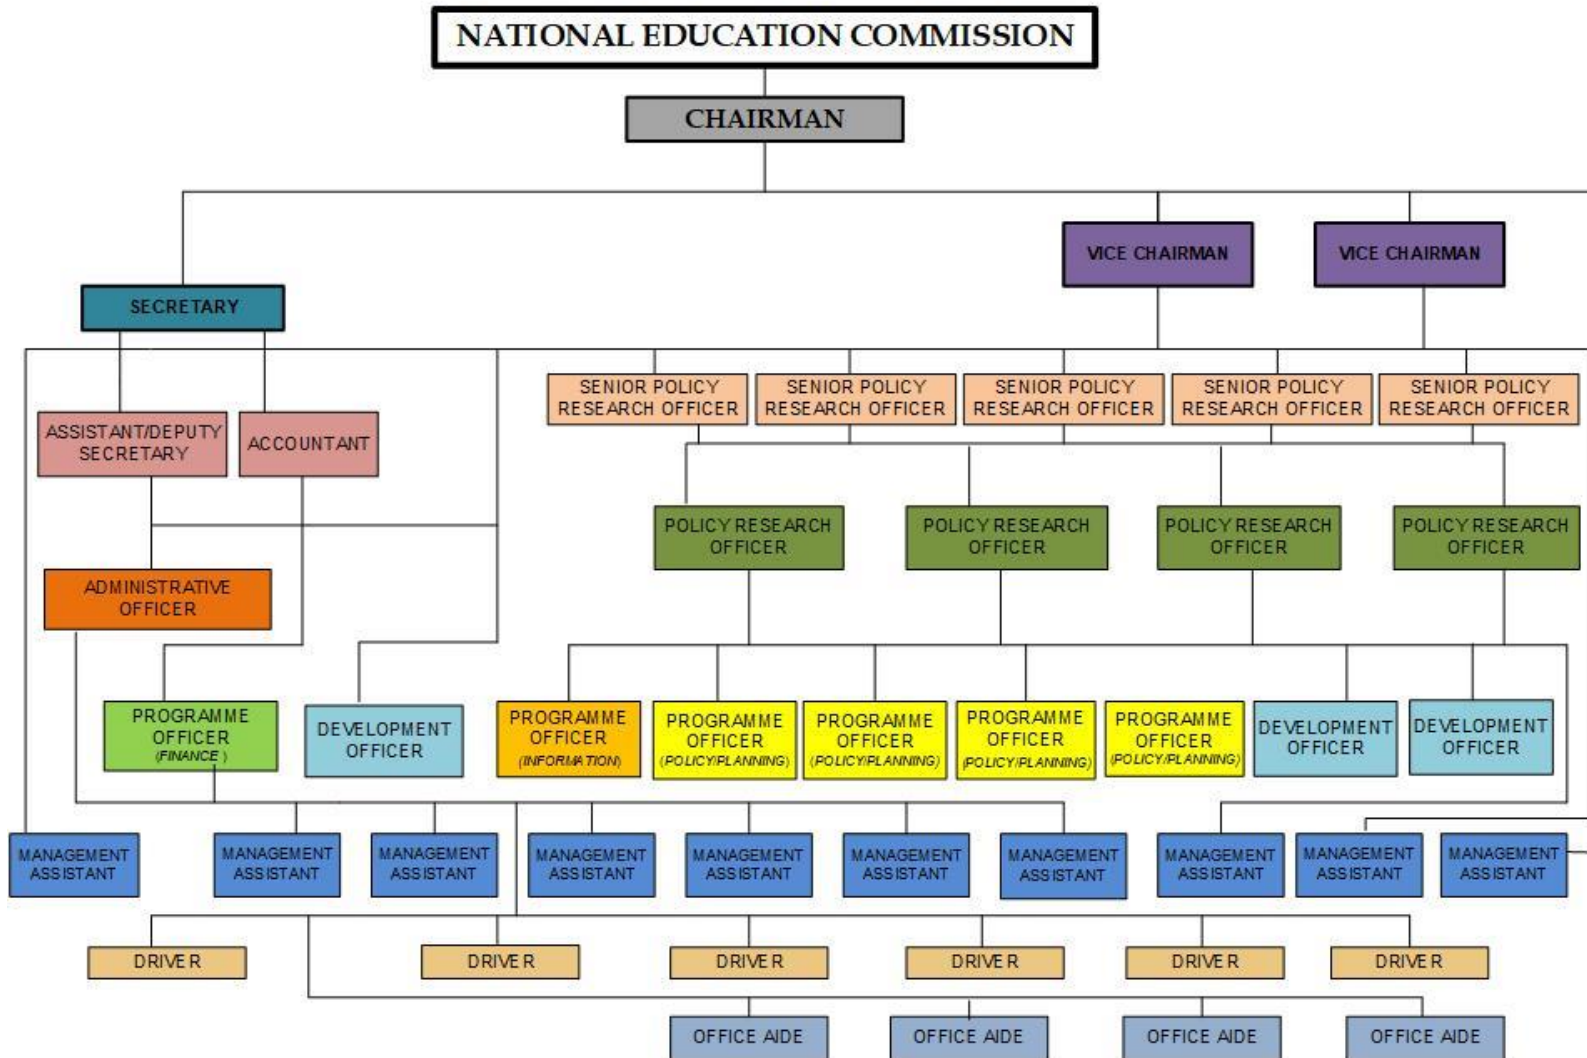 NATIONAL EDUCATION COMMISSION
CHAIRMAN
VICE CHAIRMAN
VICE CHAIRMAN
SECRETARY
SENIOR POLICY
RESEARCH OFFICER
SENIOR POLICY
RESEARCH OFFICER
SENIOR POLICY
RESEARCH OFFICER
SENIOR POLICY
RESEARCH OFFICER
SENIOR POLICY
RESEARCH OFFICER
ASSISTANT/DEPUTY
SECRETARY
ACCOUNTANT
POLICY RESEARCH
OFFICER
POLICY RESEARCH
OFFICER
POLICY RESEARCH
OFFICER
POLICY RESEARCH
OFFICER
ADMINISTRATIVE
OFFICER
PROGRAMME
OFFICER
(FINANCE)
DEVELOPMENT
OFFICER
PROGRAMME
OFFICER
(INFORMATION)
PROGRAMME
OFFICER
(POLICY/PLANNING)
PROGRAMME
OFFICER
(POLICY/PLANNING)
PROGRAMME
OFFICER
(POLICY/PLANNING)
PROGRAMME
OFFICER
(POLICY/PLANNING)
DEVELOPMENT
OFFICER
DEVELOPMENT
OFFICER
MANAGEMENT
ASSISTANT
MANAGEMENT
ASSISTANT
MANAGEMENT
ASSISTANT
MANAGEMENT
ASSISTANT
MANAGEMENT
ASSISTANT
MANAGEMENT
ASSISTANT
MANAGEMENT
ASSISTANT
MANAGEMENT
ASSISTANT
MANAGEMENT
ASSISTANT
MANAGEMENT
ASSISTANT
DRIVER
DRIVER
DRIVER
DRIVER
DRIVER
DRIVER
OFFICE AIDE
OFFICE AIDE
OFFICE AIDE
OFFICE AIDE